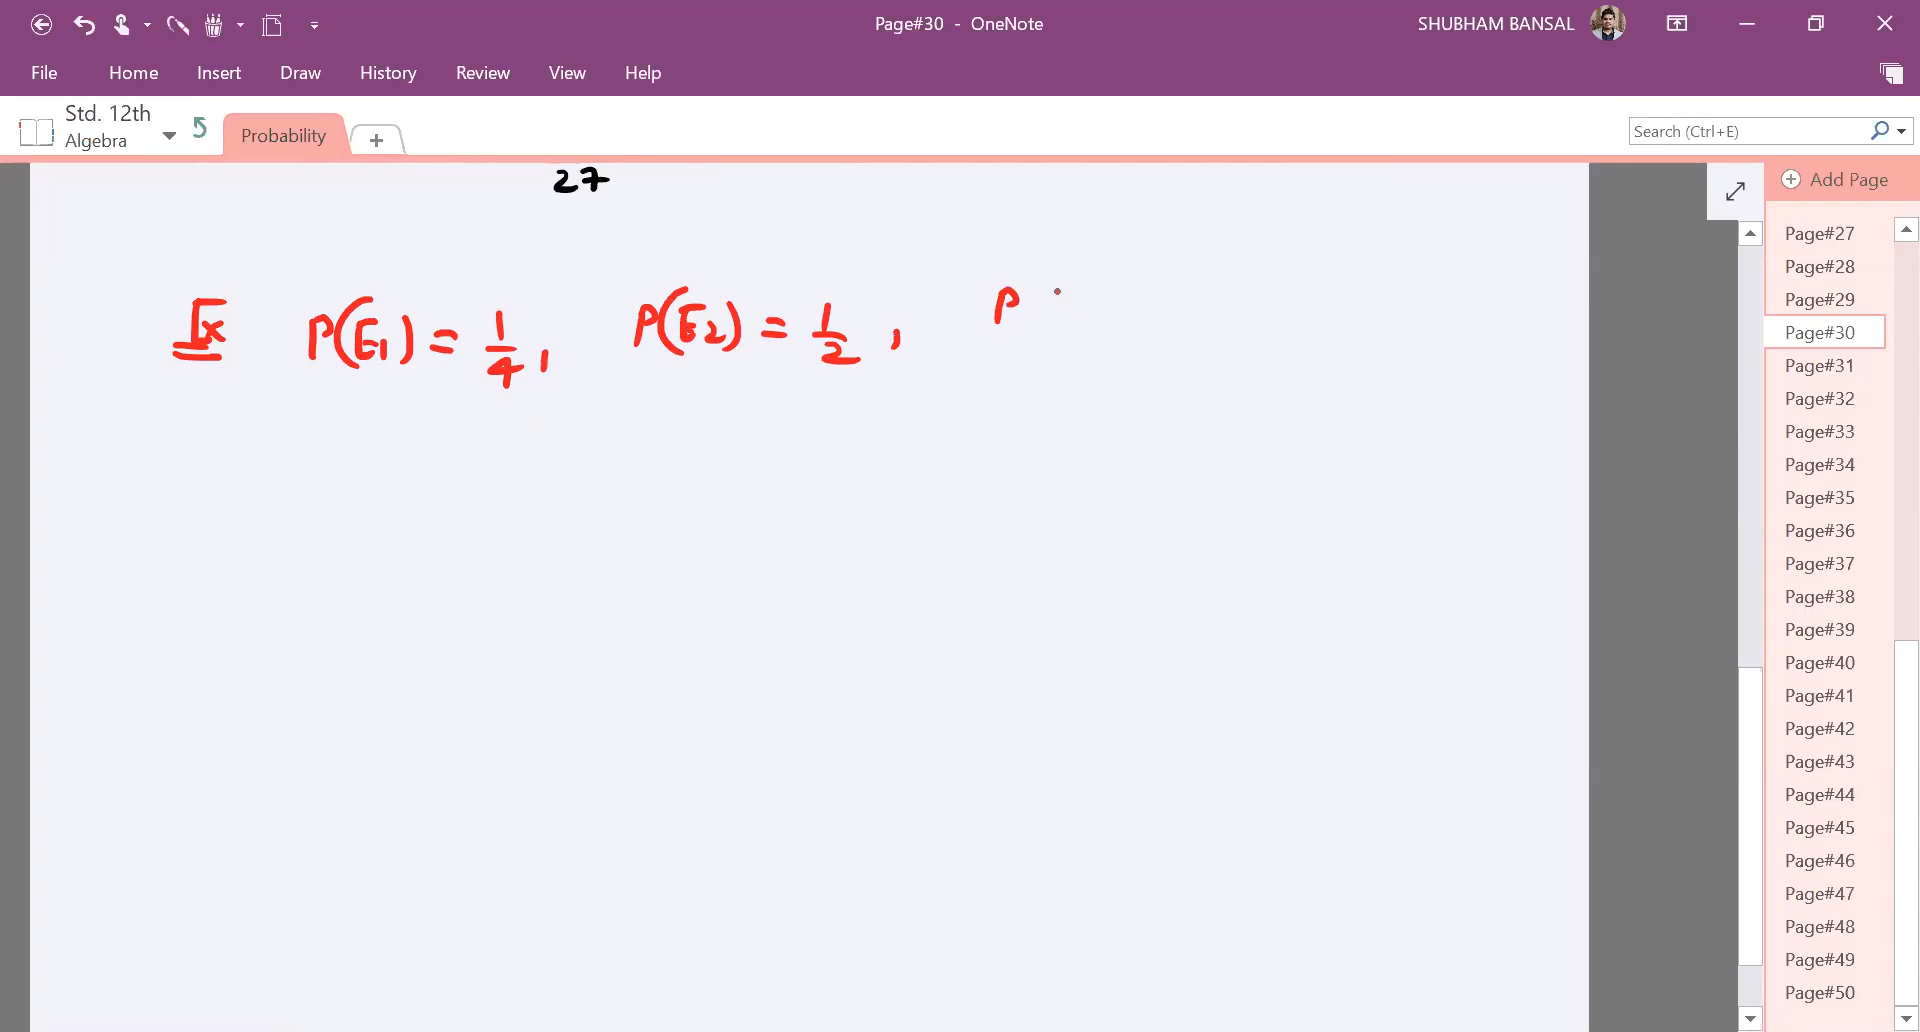 Page#30 - OneNote
SHUBHAM BANSAL
File Home Insert Draw History Review View Help
Std. 12th
Algebra
Probability
+
Search (Ctrl+E)
Add Page
27
Ex P(E1) = 1/4, P(E2) = 1/2, P
Page#27
Page#28
Page#29
Page#30
Page#31
Page#32
Page#33
Page#34
Page#35
Page#36
Page#37
Page#38
Page#39
Page#40
Page#41
Page#42
Page#43
Page#44
Page#45
Page#46
Page#47
Page#48
Page#49
Page#50